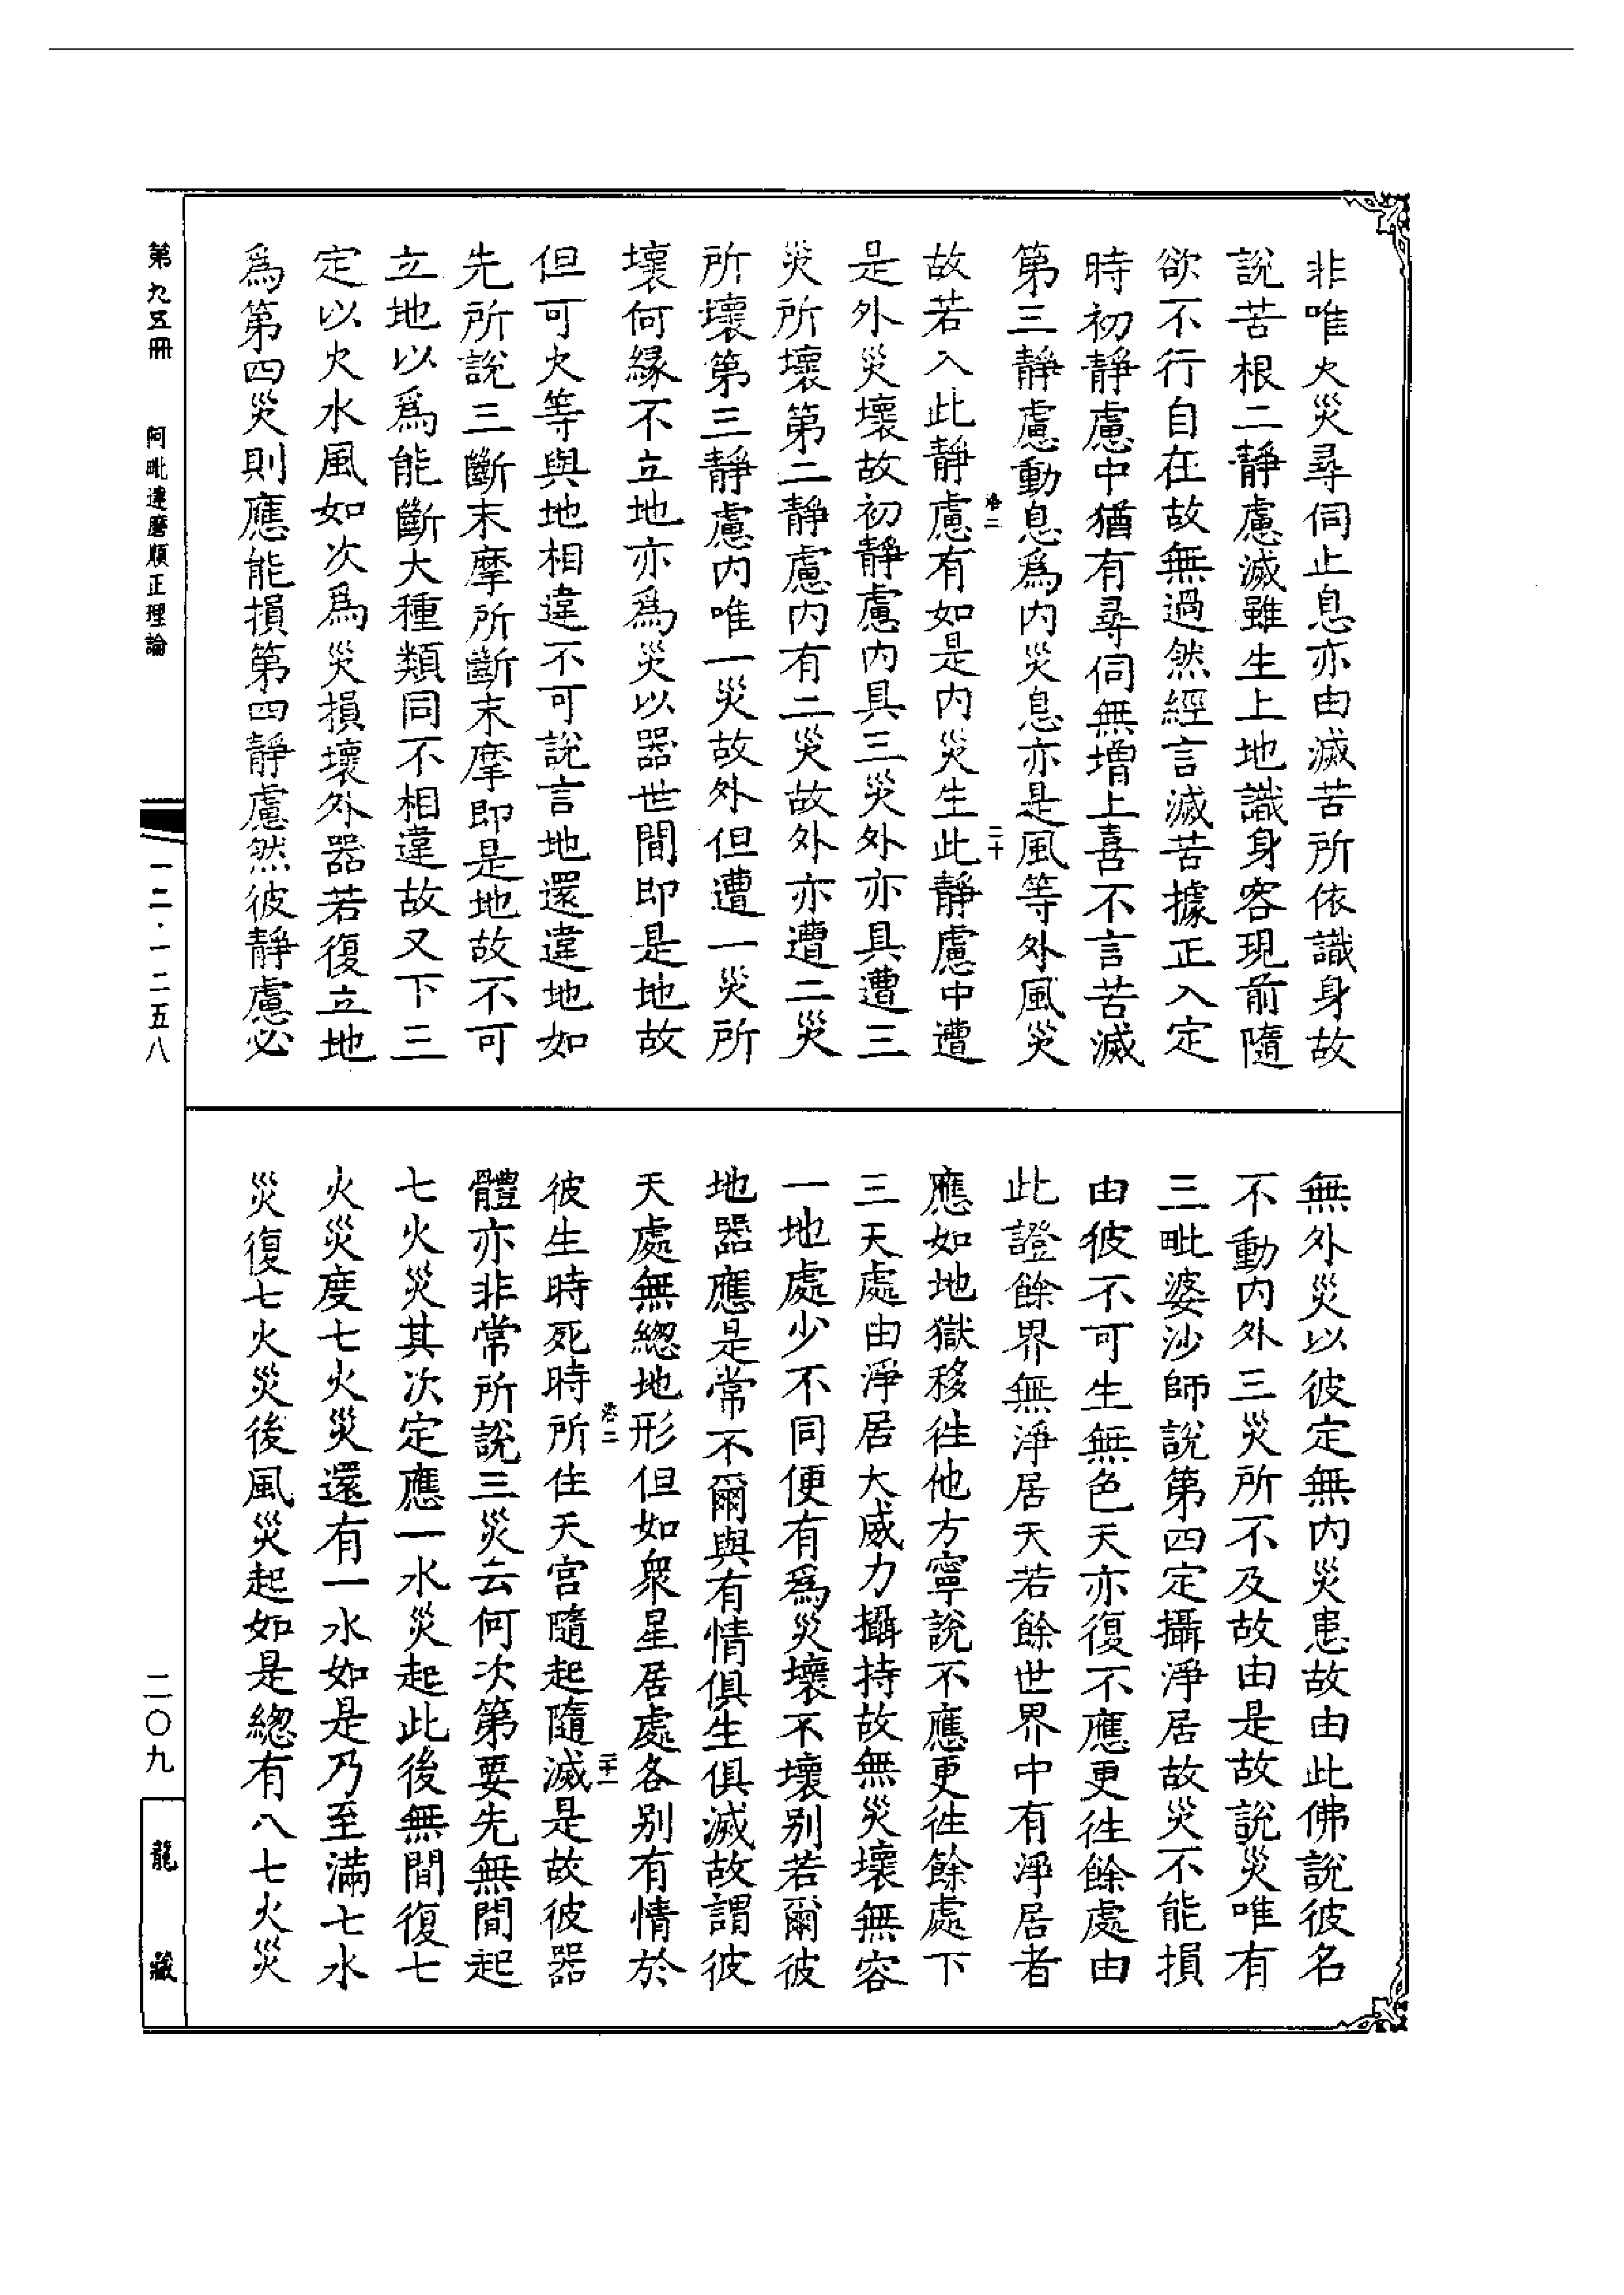 非唯火災尋伺止息亦由滅苦所依識身故
說苦根二靜慮滅雖生上地識身容現前隨
欲不行自在故無過然經言滅苦據正入定
時初靜慮中猶有尋伺無增上喜不言苦滅
第三靜慮動息爲內災息亦是風等外風災
故若入此靜慮有如是內災生此靜慮中遭
是外災壞故初靜慮內具三災外亦具遭三
災所壞第二靜慮內有二災故外亦遭二災
所壞第三靜慮內唯一災故外但遭一災所
壞何緣不立地亦爲災以器世間即是地故
但可火等與地相違不可說言地還違地如
先所說三斷末摩所斷末摩即是地故不可
立地以爲能斷大種類同不相違故又下三
定以火水風如次爲災損壞外器若復立地
爲第四災則應能損第四靜慮然彼靜慮必
無外災以彼定無內災患故由此佛說彼名
不動內外三災所不及故由是故說災唯有
三毗婆沙師說第四定攝淨居故災不能損
由彼不可生無色天亦復不應更往餘處由
此證餘界無淨居天若餘世界中有淨居者
應如地獄移往他方寧說不應更往餘處下
三天處由淨居大威力攝持故無災壞無容
一地處少不同便有爲災壞不壞別若爾彼
地器應是常不爾與有情俱生俱滅故謂彼
天處無總地形但如衆星居處各別有情於
彼生時死時所住天宮隨起隨滅是故彼器
體亦非常所說三災云何次第要先無間起
七火災其次定應一水災起此後無間復七
火災度七火災還有一水如是乃至滿七水
災復七火災後風災起如是總有八七火災
第九五冊　阿毗達磨順正理論　一二·一二五八　二〇九　龍藏
二十
二十一